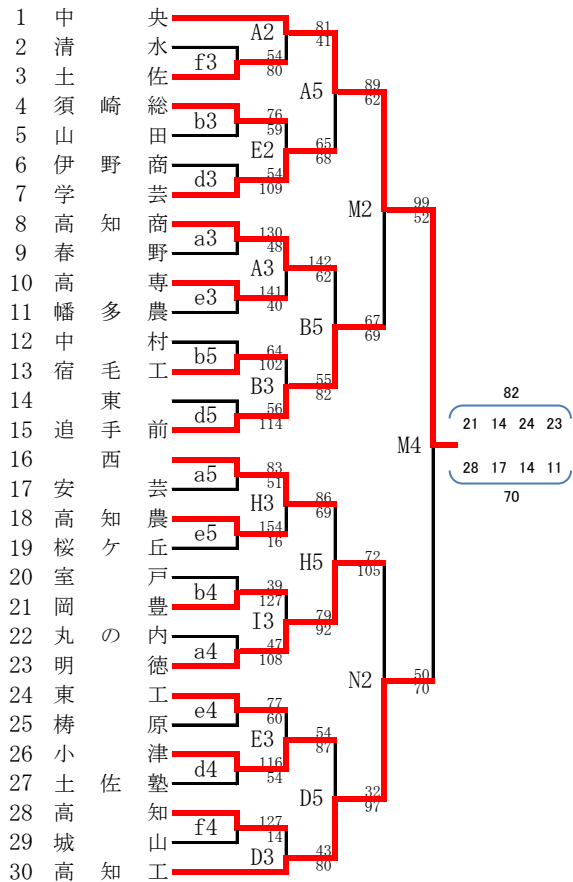 1 中央
2 清水
3 土佐
4 須崎総
5 山田
6 伊野商
7 学芸
8 高知商
9 春野
10 高専
11 幡多農
12 中村
13 宿毛工
14 東
15 追手前
16 西
17 安芸
18 高知農
19 桜ケ丘
20 室戸
21 岡豊
22 丸の内
23 明徳
24 東工
25 梼原
26 小津
27 土佐塾
28 高知
29 城山
30 高知工
f3
b3
d3
a3
e3
b5
d5
a5
e5
b4
a4
e4
d4
f4
A2
54
80
E2
76
59
54
109
A3
130
48
141
40
B3
64
102
56
114
H3
83
51
154
16
I3
39
127
47
108
E3
77
60
116
54
D3
127
14
A5
81
41
65
68
B5
142
62
55
82
H5
86
69
79
92
D5
54
87
43
80
M2
89
62
67
69
N2
72
105
32
97
M4
99
52
50
70
82
21 14 24 23
28 17 14 11
70